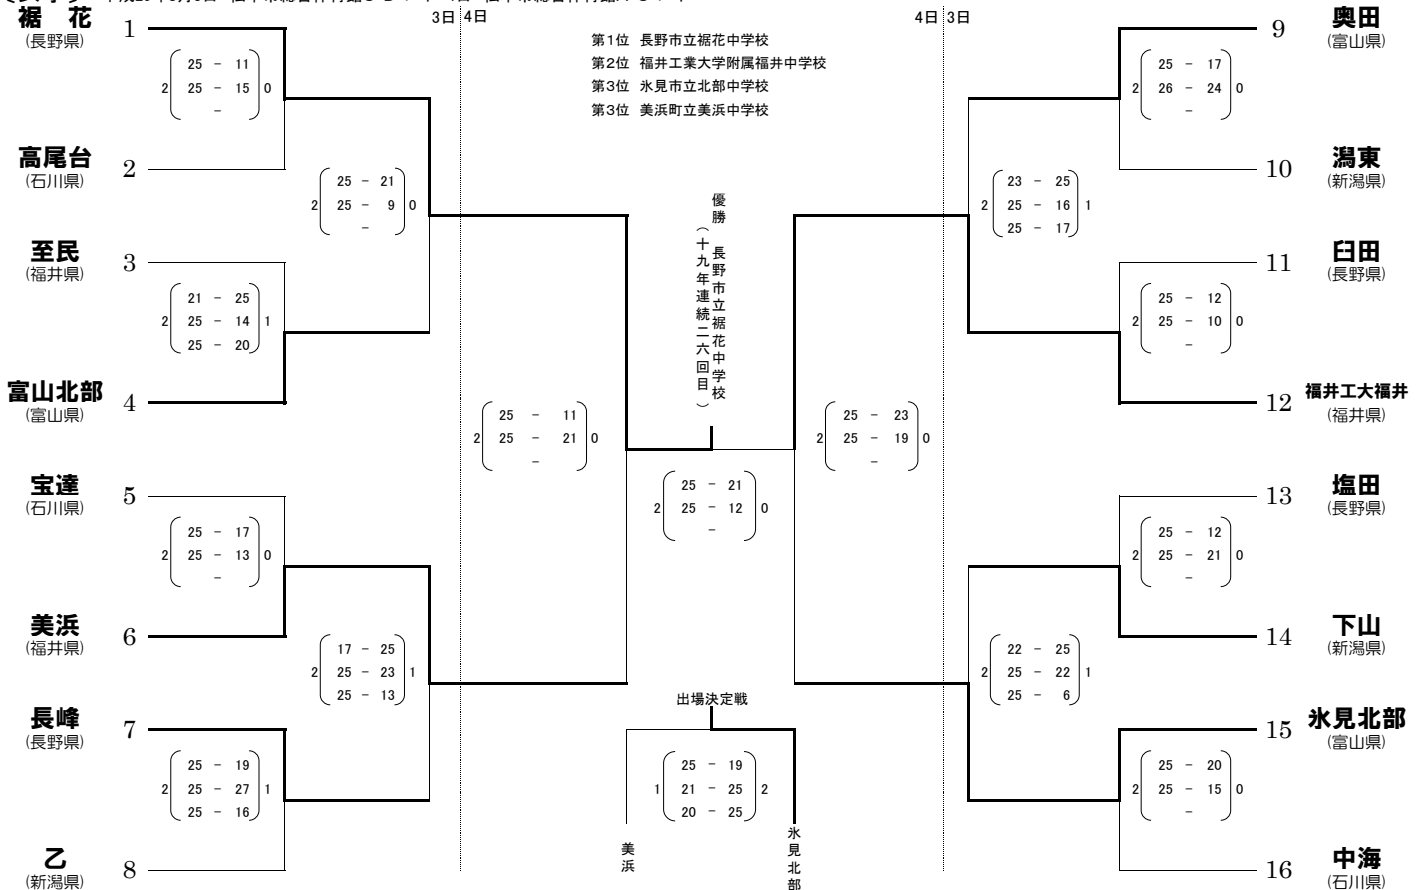 3日 4日
4日 3日
第1位 長野市立裾花中学校
第2位 福井工業大学附属福井中学校
第3位 氷見市立北部中学校
第3位 美浜町立美浜中学校
裾 花
(長野県)
1
25 - 11
2 25 - 15 0
-
高尾台
(石川県)
2
25 - 21
2 25 - 9 0
-
至民
(福井県)
3
21 - 25
2 25 - 14 1
25 - 20
富山北部
(富山県)
4
25 - 11
2 25 - 21 0
-
宝達
(石川県)
5
25 - 17
2 25 - 13 0
-
美浜
(福井県)
6
17 - 25
2 25 - 23 1
25 - 13
長峰
(長野県)
7
25 - 19
2 25 - 27 1
25 - 16
乙
(新潟県)
8
優勝 長野市立裾花中学校
(十九年連続二六回目)
25 - 21
2 25 - 12 0
-
出場決定戦
25 - 19
1 21 - 25 2
20 - 25
美浜
氷見北部
9
奥田
(富山県)
25 - 17
2 26 - 24 0
-
10
潟東
(新潟県)
23 - 25
2 25 - 16 1
25 - 17
11
臼田
(長野県)
25 - 12
2 25 - 10 0
-
12
福井工大福井
(福井県)
25 - 23
2 25 - 19 0
-
13
塩田
(長野県)
25 - 12
2 25 - 21 0
-
14
下山
(新潟県)
22 - 25
2 25 - 22 1
25 - 6
15
氷見北部
(富山県)
25 - 20
2 25 - 15 0
-
16
中海
(石川県)